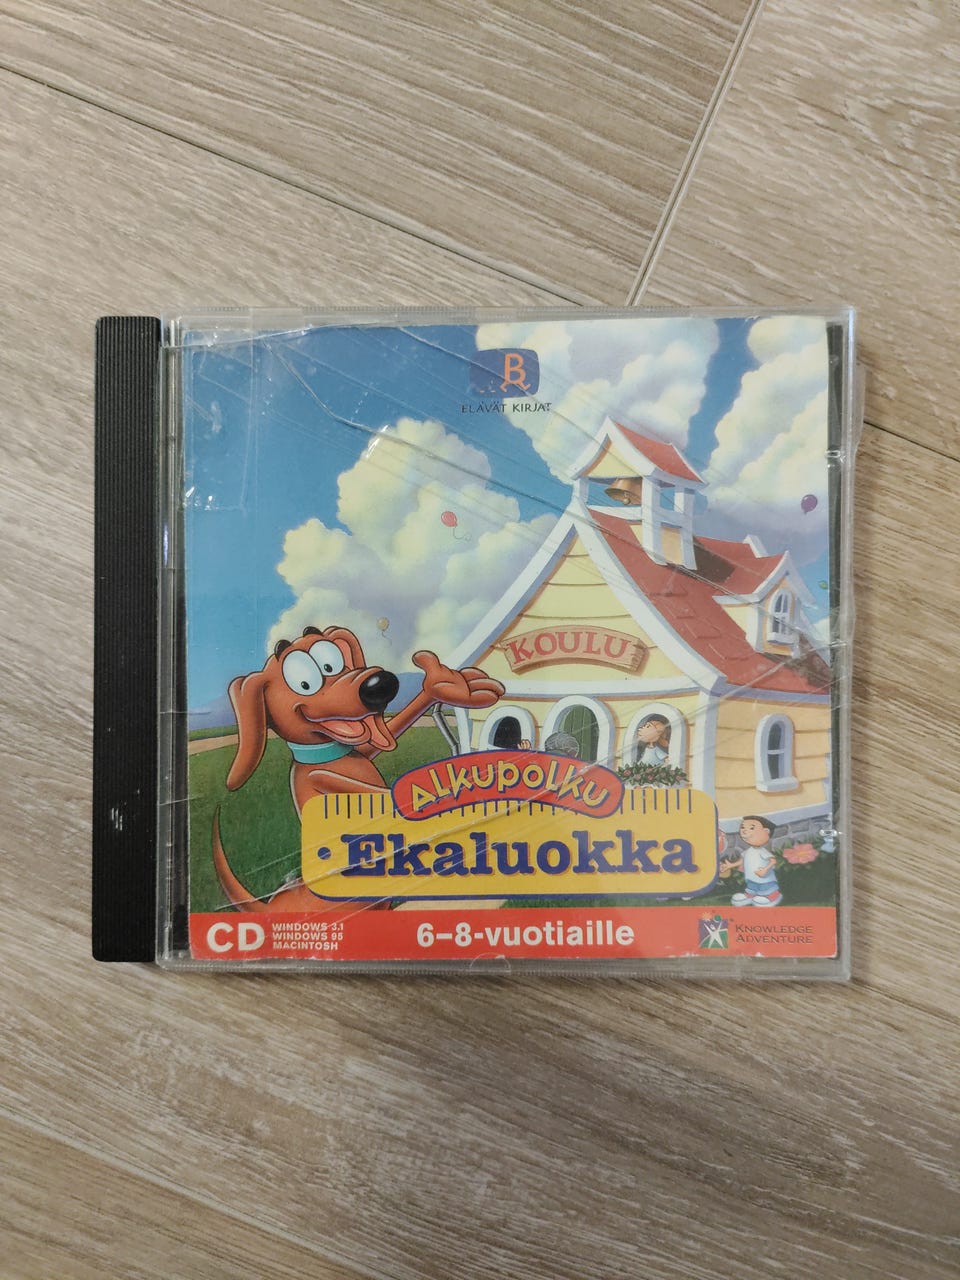 B
ELÄVÄT KIRJAT
KOULU
ALKUPOLKU
Ekaluokka
CD
WINDOWS 3.1
WINDOWS 95
MACINTOSH
6–8-vuotiaille
KNOWLEDGE
ADVENTURE